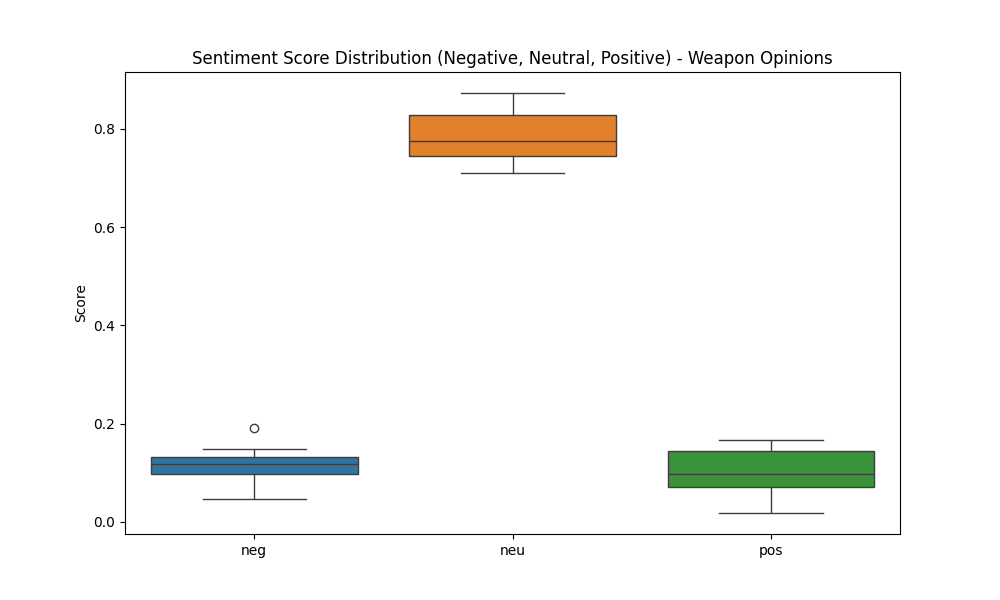 Sentiment Score Distribution (Negative, Neutral, Positive) - Weapon Opinions
Score
0.8
0.6
0.4
0.2
0.0
neg neu pos